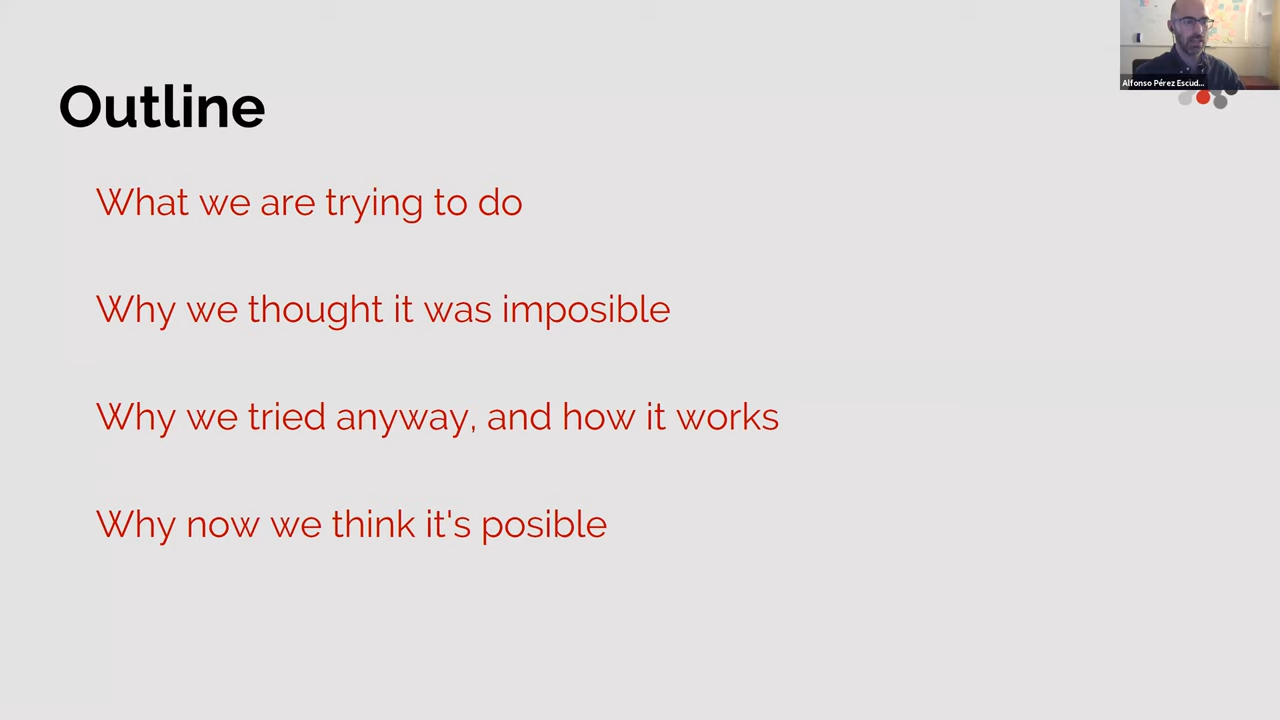 Outline
What we are trying to do
Why we thought it was imposible
Why we tried anyway, and how it works
Why now we think it's posible
Alfonso Pérez Escud...